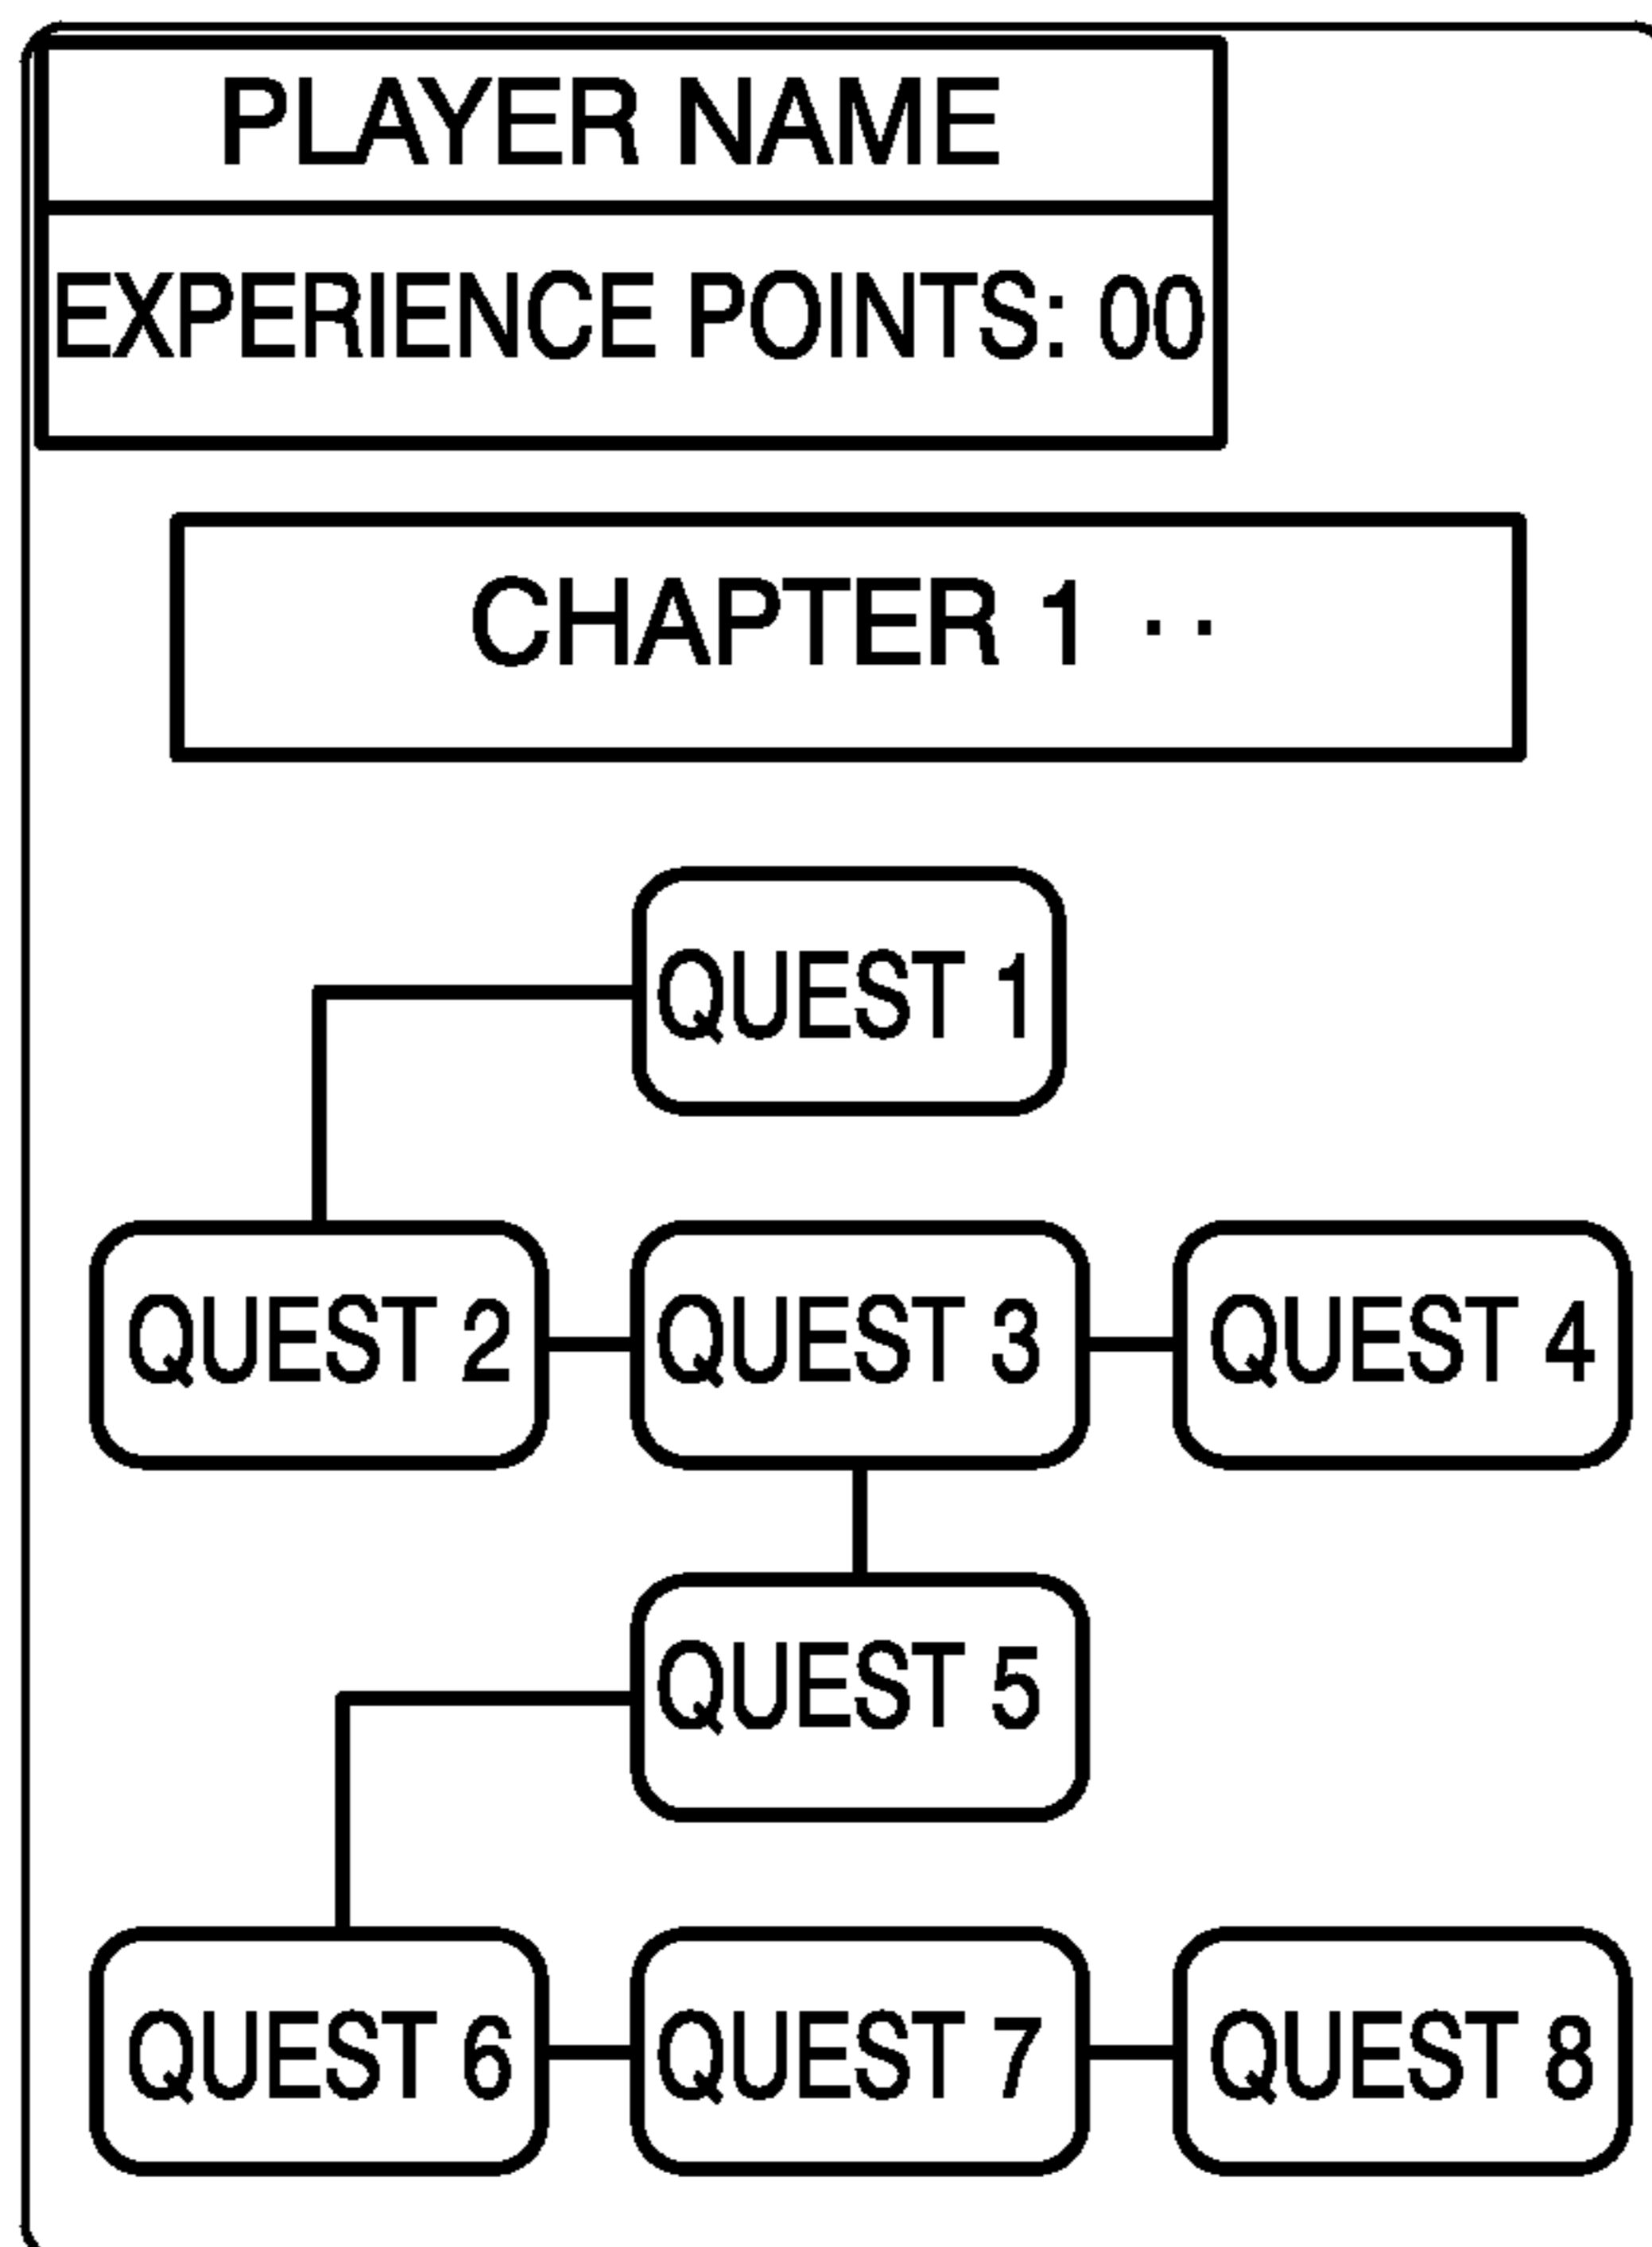 PLAYER NAME
EXPERIENCE POINTS: 00
CHAPTER 1 · ·
QUEST 1
QUEST 2 QUEST 3 QUEST 4
QUEST 5
QUEST 6 QUEST 7 QUEST 8